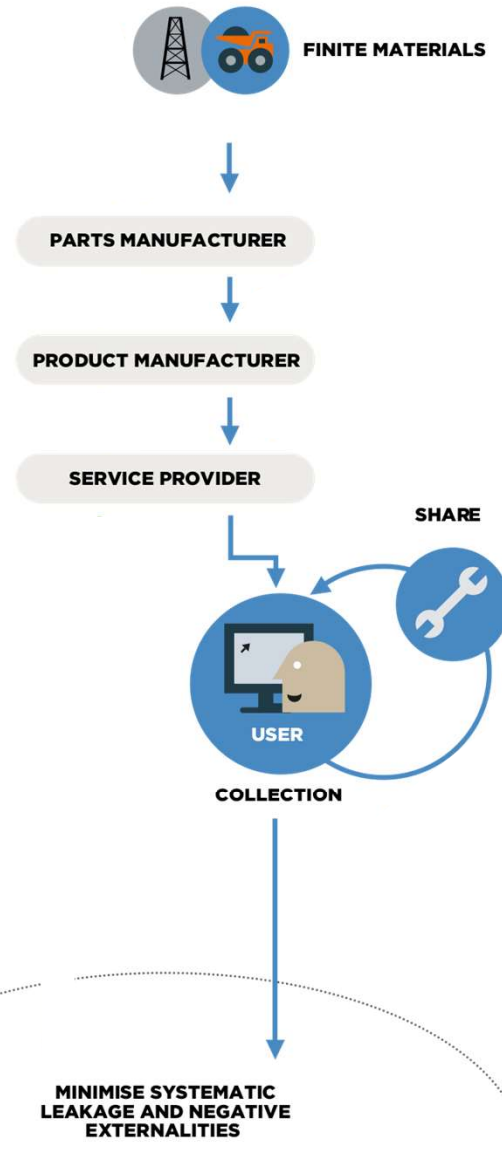 FINITE MATERIALS
PARTS MANUFACTURER
PRODUCT MANUFACTURER
SERVICE PROVIDER
SHARE
USER
COLLECTION
MINIMISE SYSTEMATIC
LEAKAGE AND NEGATIVE
EXTERNALITIES